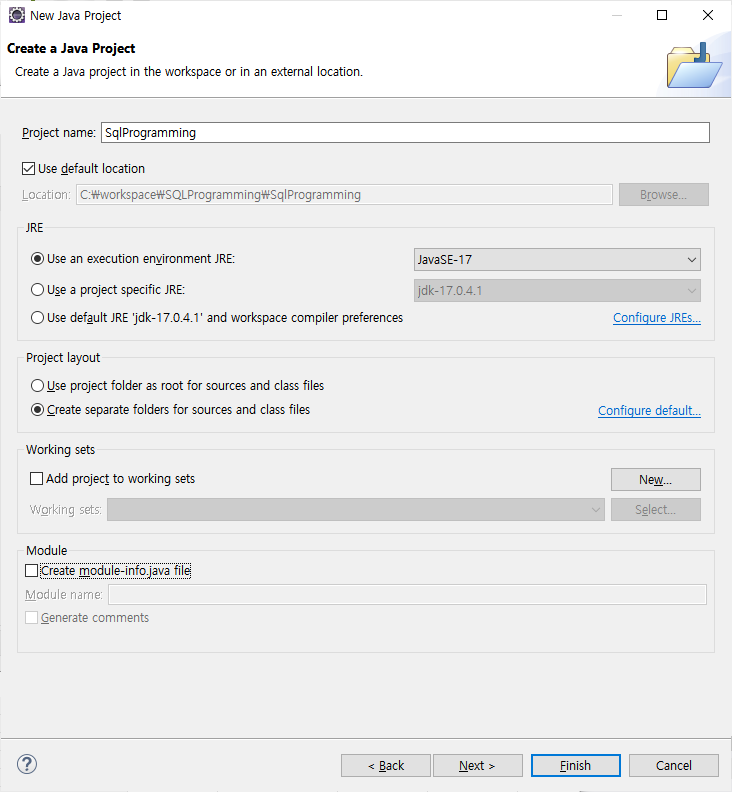 New Java Project
Create a Java Project
Create a Java project in the workspace or in an external location.
Project name: SqlProgramming
Use default location
Location: C:₩workspace₩SQLProgramming₩SqlProgramming Browse...
JRE
Use an execution environment JRE: JavaSE-17
Use a project specific JRE: jdk-17.0.4.1
Use default JRE 'jdk-17.0.4.1' and workspace compiler preferences Configure JREs...
Project layout
Use project folder as root for sources and class files
Create separate folders for sources and class files Configure default...
Working sets
Add project to working sets New...
Working sets: Select...
Module
Create module-info.java file
Module name:
Generate comments
? < Back Next > Finish Cancel